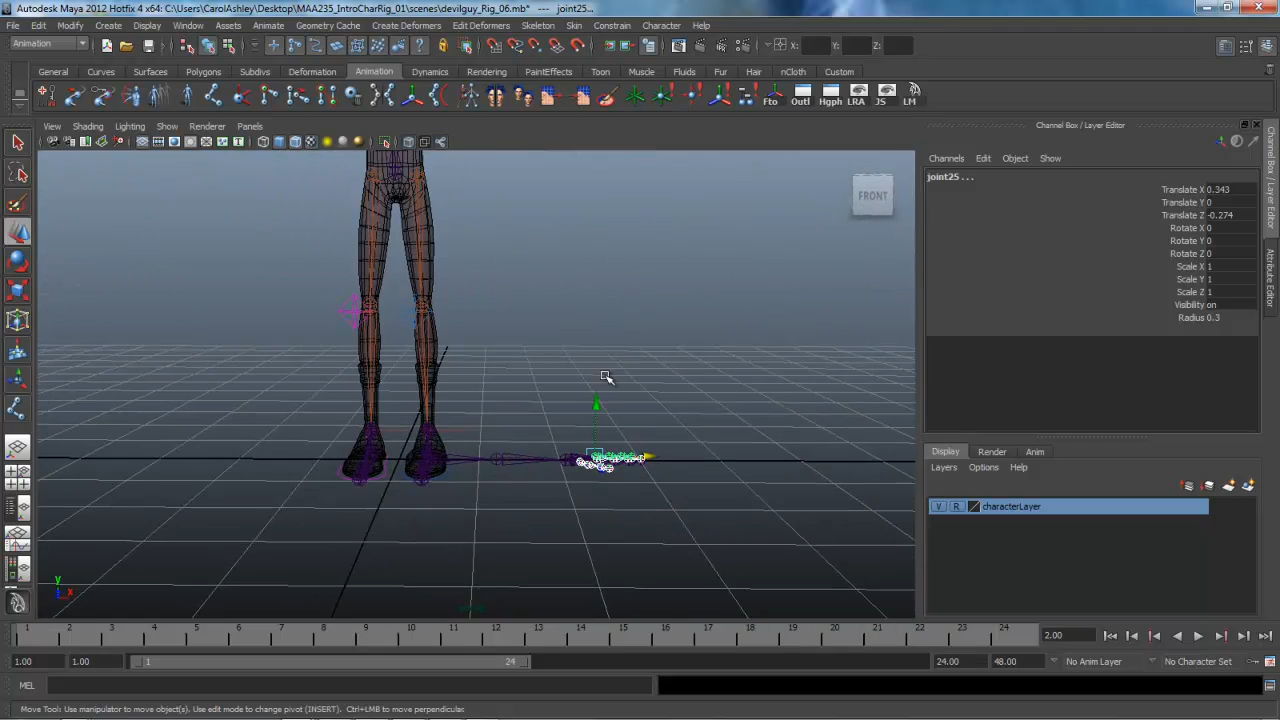 Autodesk Maya 2012 Hotfix 4 x64: C:\Users\CarolAshley\Desktop\MAA235_IntroCharRig_01\scenes\devilguy_Rig_06.mb* --- joint25...
File Edit Modify Create Display Window Assets Animate Geometry Cache Create Deformers Edit Deformers Skeleton Skin Constrain Character Help
Animation X: Y: Z:
General Curves Surfaces Polygons Subdivs Deformation Animation Dynamics Rendering PaintEffects Toon Muscle Fluids Fur Hair nCloth Custom
Fto Outl Hgph LRA JS LM
View Shading Lighting Show Renderer Panels
Channel Box / Layer Editor
Channels Edit Object Show
joint25 . . .
Translate X 0.343
Translate Y 0
Translate Z -0.274
Rotate X 0
Rotate Y 0
Rotate Z 0
Scale X 1
Scale Y 1
Scale Z 1
Visibility on
Radius 0.3
FRONT
Channel Box / Layer Editor
Attribute Editor
Display Render Anim
Layers Options Help
V R characterLayer
y
x
1 2 3 4 5 6 7 8 9 10 11 12 13 14 15 16 17 18 19 20 21 22 23 24 2.00
1.00 1.00 1 24 24.00 48.00 No Anim Layer No Character Set
MEL
Move Tool: Use manipulator to move object(s). Use edit mode to change pivot (INSERT). Ctrl+LMB to move perpendicular.